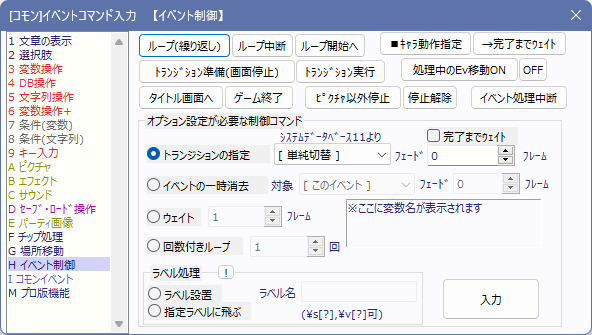 [コモン]イベントコマンド入力　【イベント制御】
1 文章の表示
2 選択肢
3 変数操作
4 DB操作
5 文字列操作
6 変数操作+
7 条件(変数)
8 条件(文字列)
9 キー入力
A ピクチャ
B エフェクト
C サウンド
D セーブ・ロード操作
E パーティ画像
F チップ処理
G 場所移動
H イベント制御
I コモンイベント
M プロ版機能
ループ(繰り返し) ループ中断 ループ開始へ ■キャラ動作指定 →完了までウェイト
トランジション準備(画面停止) トランジション実行 処理中のEv移動ON OFF
タイトル画面へ ゲーム終了 ピクチャ以外停止 停止解除 イベント処理中断
オプション設定が必要な制御コマンド
システムデータベース11より 完了までウェイト
トランジションの指定 [ 単純切替 ] フェード 0 フレーム
イベントの一時消去 対象 [ このイベント ] フェード 0 フレーム
ウェイト 1 フレーム ※ここに変数名が表示されます
回数付きループ 1 回
ラベル処理 !
ラベル設置 ラベル名
指定ラベルに飛ぶ (¥s[?],¥v[?]可)
入力